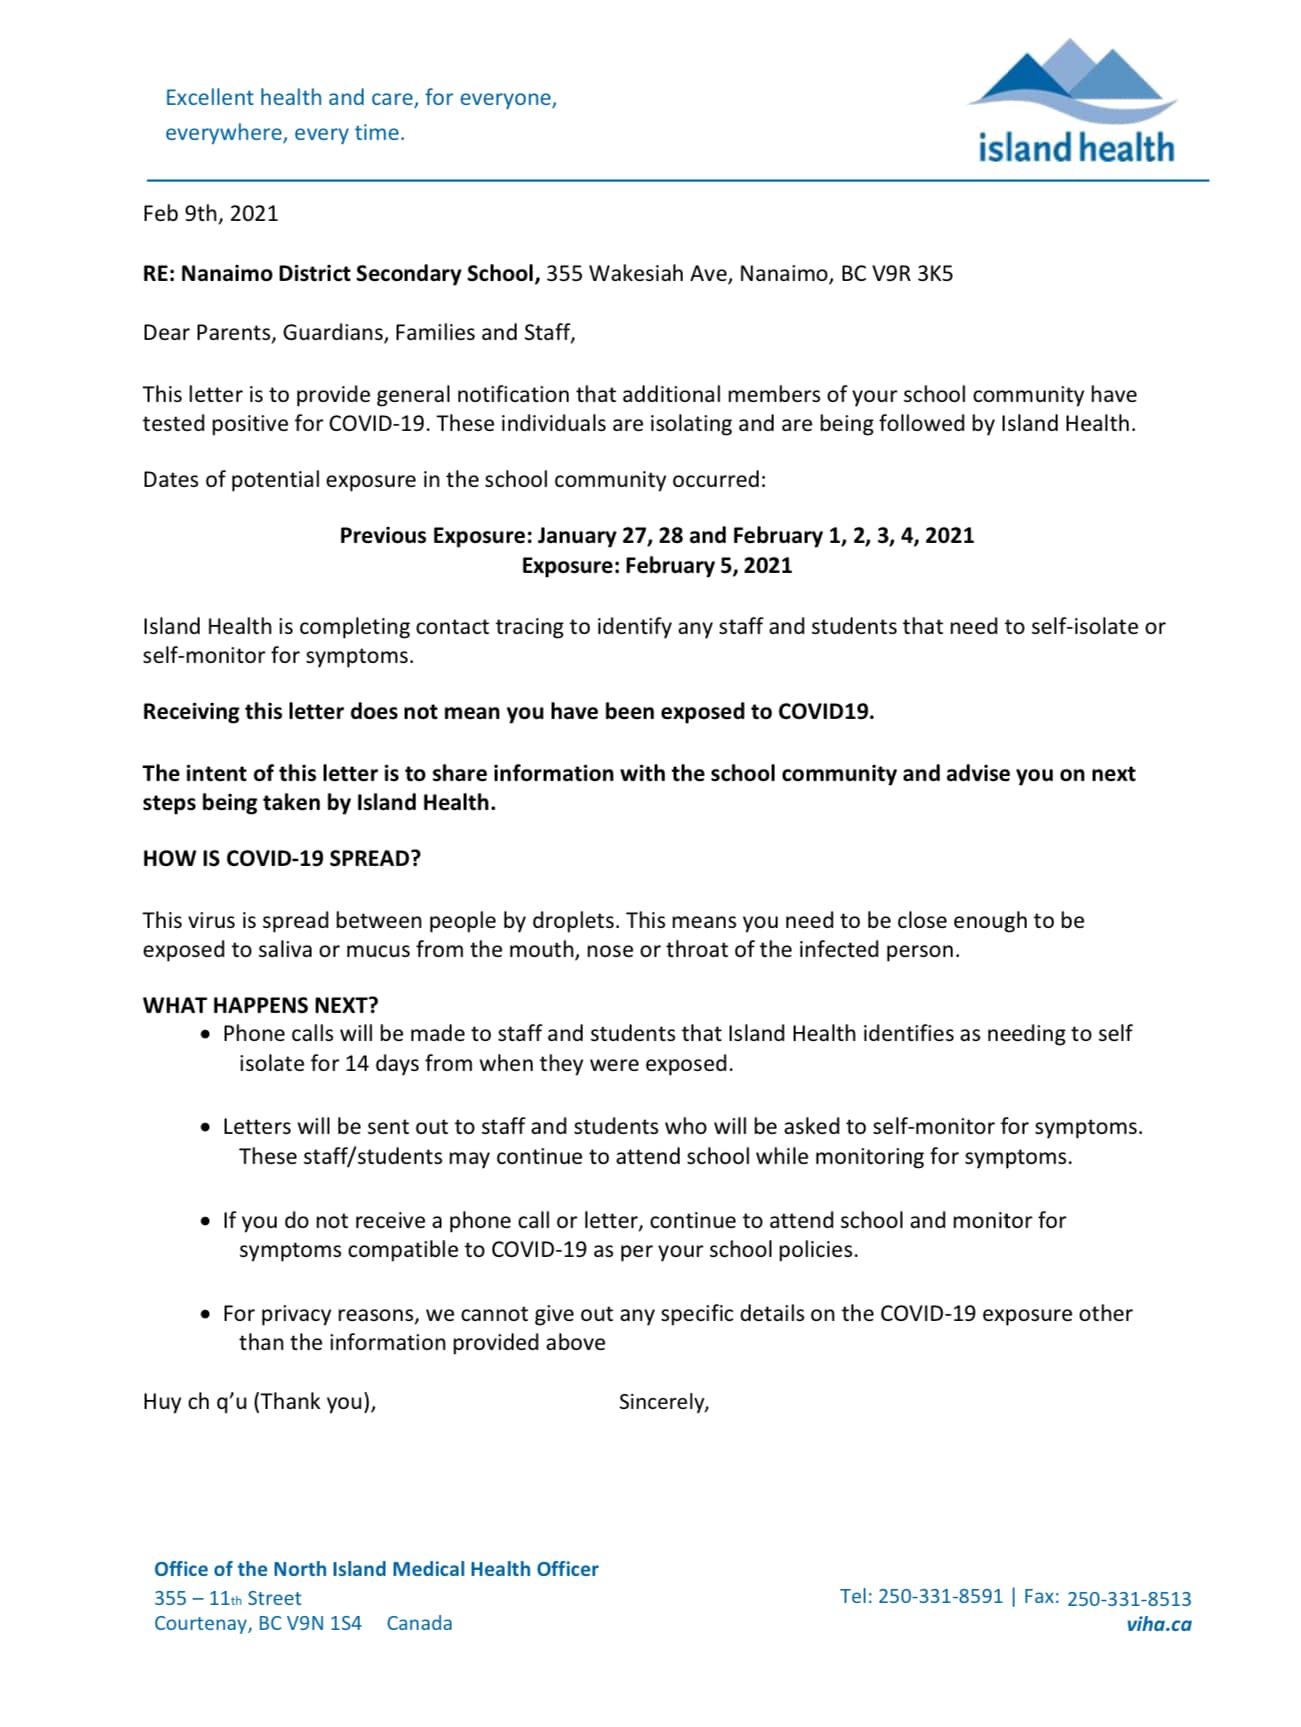 Excellent health and care, for everyone,
everywhere, every time.
island health
Feb 9th, 2021
RE: Nanaimo District Secondary School, 355 Wakesiah Ave, Nanaimo, BC V9R 3K5
Dear Parents, Guardians, Families and Staff,
This letter is to provide general notification that additional members of your school community have
tested positive for COVID-19. These individuals are isolating and are being followed by Island Health.
Dates of potential exposure in the school community occurred:
Previous Exposure: January 27, 28 and February 1, 2, 3, 4, 2021
Exposure: February 5, 2021
Island Health is completing contact tracing to identify any staff and students that need to self-isolate or
self-monitor for symptoms.
Receiving this letter does not mean you have been exposed to COVID19.
The intent of this letter is to share information with the school community and advise you on next
steps being taken by Island Health.
HOW IS COVID-19 SPREAD?
This virus is spread between people by droplets. This means you need to be close enough to be
exposed to saliva or mucus from the mouth, nose or throat of the infected person.
WHAT HAPPENS NEXT?
• Phone calls will be made to staff and students that Island Health identifies as needing to self
isolate for 14 days from when they were exposed.
• Letters will be sent out to staff and students who will be asked to self-monitor for symptoms.
These staff/students may continue to attend school while monitoring for symptoms.
• If you do not receive a phone call or letter, continue to attend school and monitor for
symptoms compatible to COVID-19 as per your school policies.
• For privacy reasons, we cannot give out any specific details on the COVID-19 exposure other
than the information provided above
Huy ch q’u (Thank you), Sincerely,
Office of the North Island Medical Health Officer
355 – 11th Street
Courtenay, BC V9N 1S4 Canada
Tel: 250-331-8591 | Fax: 250-331-8513
viha.ca